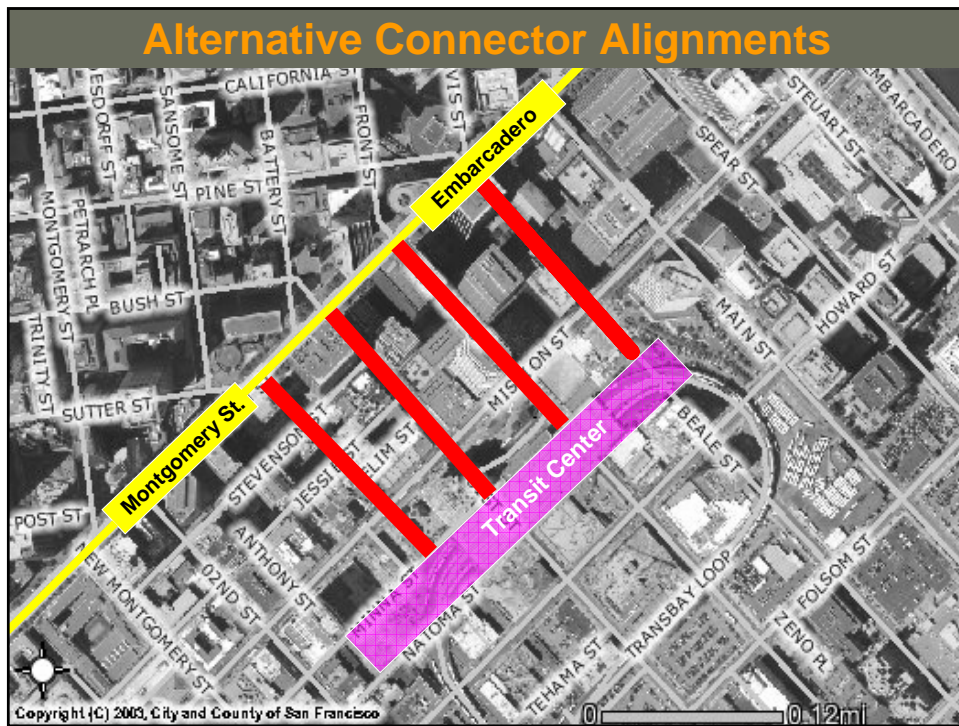 Alternative Connector Alignments
CALIFORNIA ST
SANSOME ST
BATTERY ST
FRONT ST
VIS ST
Embarcadero
STEUART ST
EMBARCADERO
SPEAR ST
ESDORFF ST
PINE ST
MONTGOMERY ST
PETRARCH PL
BUSH ST
TRINITY ST
HOWARD ST
MAIN ST
MISSION ST
SUTTER ST
Montgomery St.
STEVENSON ST
JESSIE ST
ELIM ST
Transit Center
BEALE ST
POST ST
ANTHONY ST
02ND ST
NEW MONTGOMERY ST
MINNA ST
NATOMA ST
TEHAMA ST
TRANSBAY LOOP
FOLSOM ST
ZENO PL
Copyright (C) 2003, City and County of San Francisco
0 0.12mi